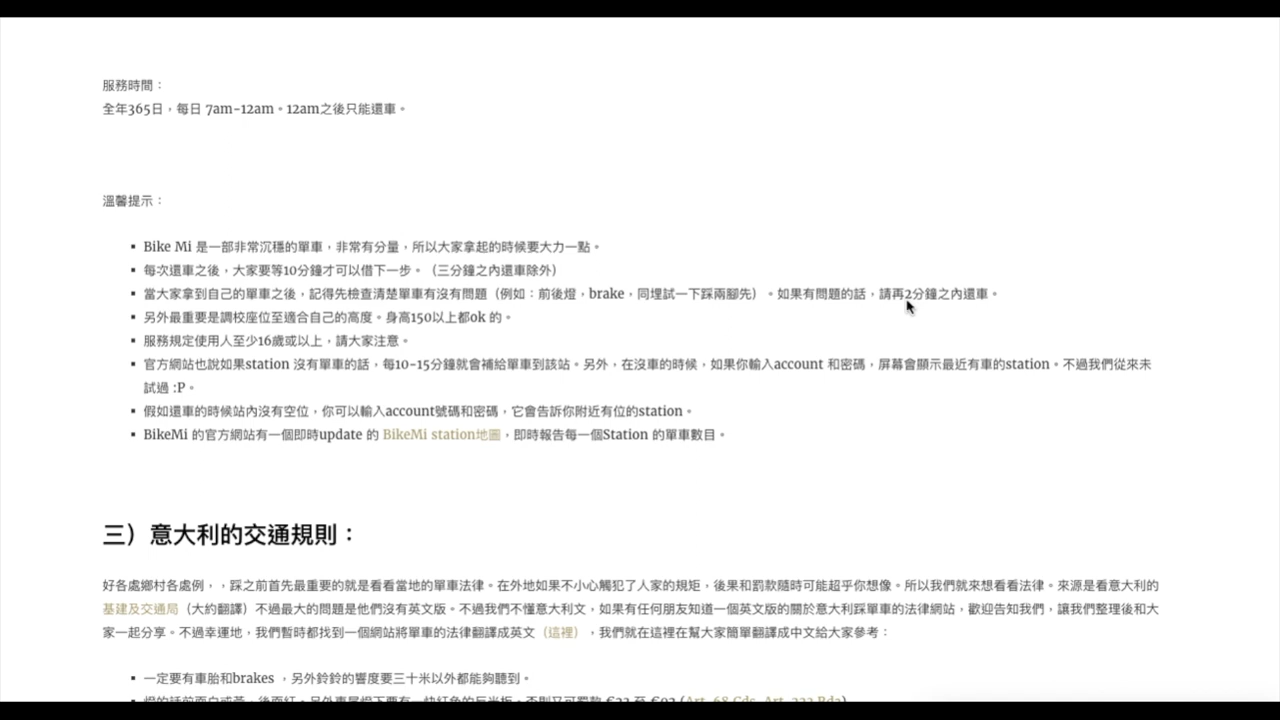 服務時間：
全年365日，每日 7am-12am。12am之後只能還車。
溫馨提示：
▪ Bike Mi 是一部非常沉穩的單車，非常有分量，所以大家拿起的時候要大力一點。
▪ 每次還車之後，大家要等10分鐘才可以借下一步。（三分鐘之內還車除外）
▪ 當大家拿到自己的單車之後，記得先檢查清楚單車有沒有問題（例如：前後燈，brake，同埋試一下踩兩腳先）。如果有問題的話，請再2分鐘之內還車。
▪ 另外最重要是調校座位至適合自己的高度。身高150以上都ok 的。
▪ 服務規定使用人至少16歲或以上，請大家注意。
▪ 官方網站也說如果station 沒有單車的話，每10-15分鐘就會補給單車到該站。另外，在沒車的時候，如果你輸入account 和密碼，屏幕會顯示最近有車的station。不過我們從來未
試過 :P。
▪ 假如還車的時候站內沒有空位，你可以輸入account號碼和密碼，它會告訴你附近有位的station。
▪ BikeMi 的官方網站有一個即時update 的 BikeMi station地圖，即時報告每一個Station 的單車數目。
三）意大利的交通規則：
好各處鄉村各處例，，踩之前首先最重要的就是看看當地的單車法律。在外地如果不小心觸犯了人家的規矩，後果和罰款隨時可能超乎你想像。所以我們就來想看看法律。來源是看意大利的
基建及交通局（大約翻譯）不過最大的問題是他們沒有英文版。不過我們不懂意大利文，如果有任何朋友知道一個英文版的關於意大利踩單車的法律網站，歡迎告知我們，讓我們整理後和大
家一起分享。不過幸運地，我們暫時都找到一個網站將單車的法律翻譯成英文（這裡），我們就在這裡在幫大家簡單翻譯成中文給大家參考：
▪ 一定要有車胎和brakes ，另外鈴鈴的響度要三十米以外都能夠聽到。